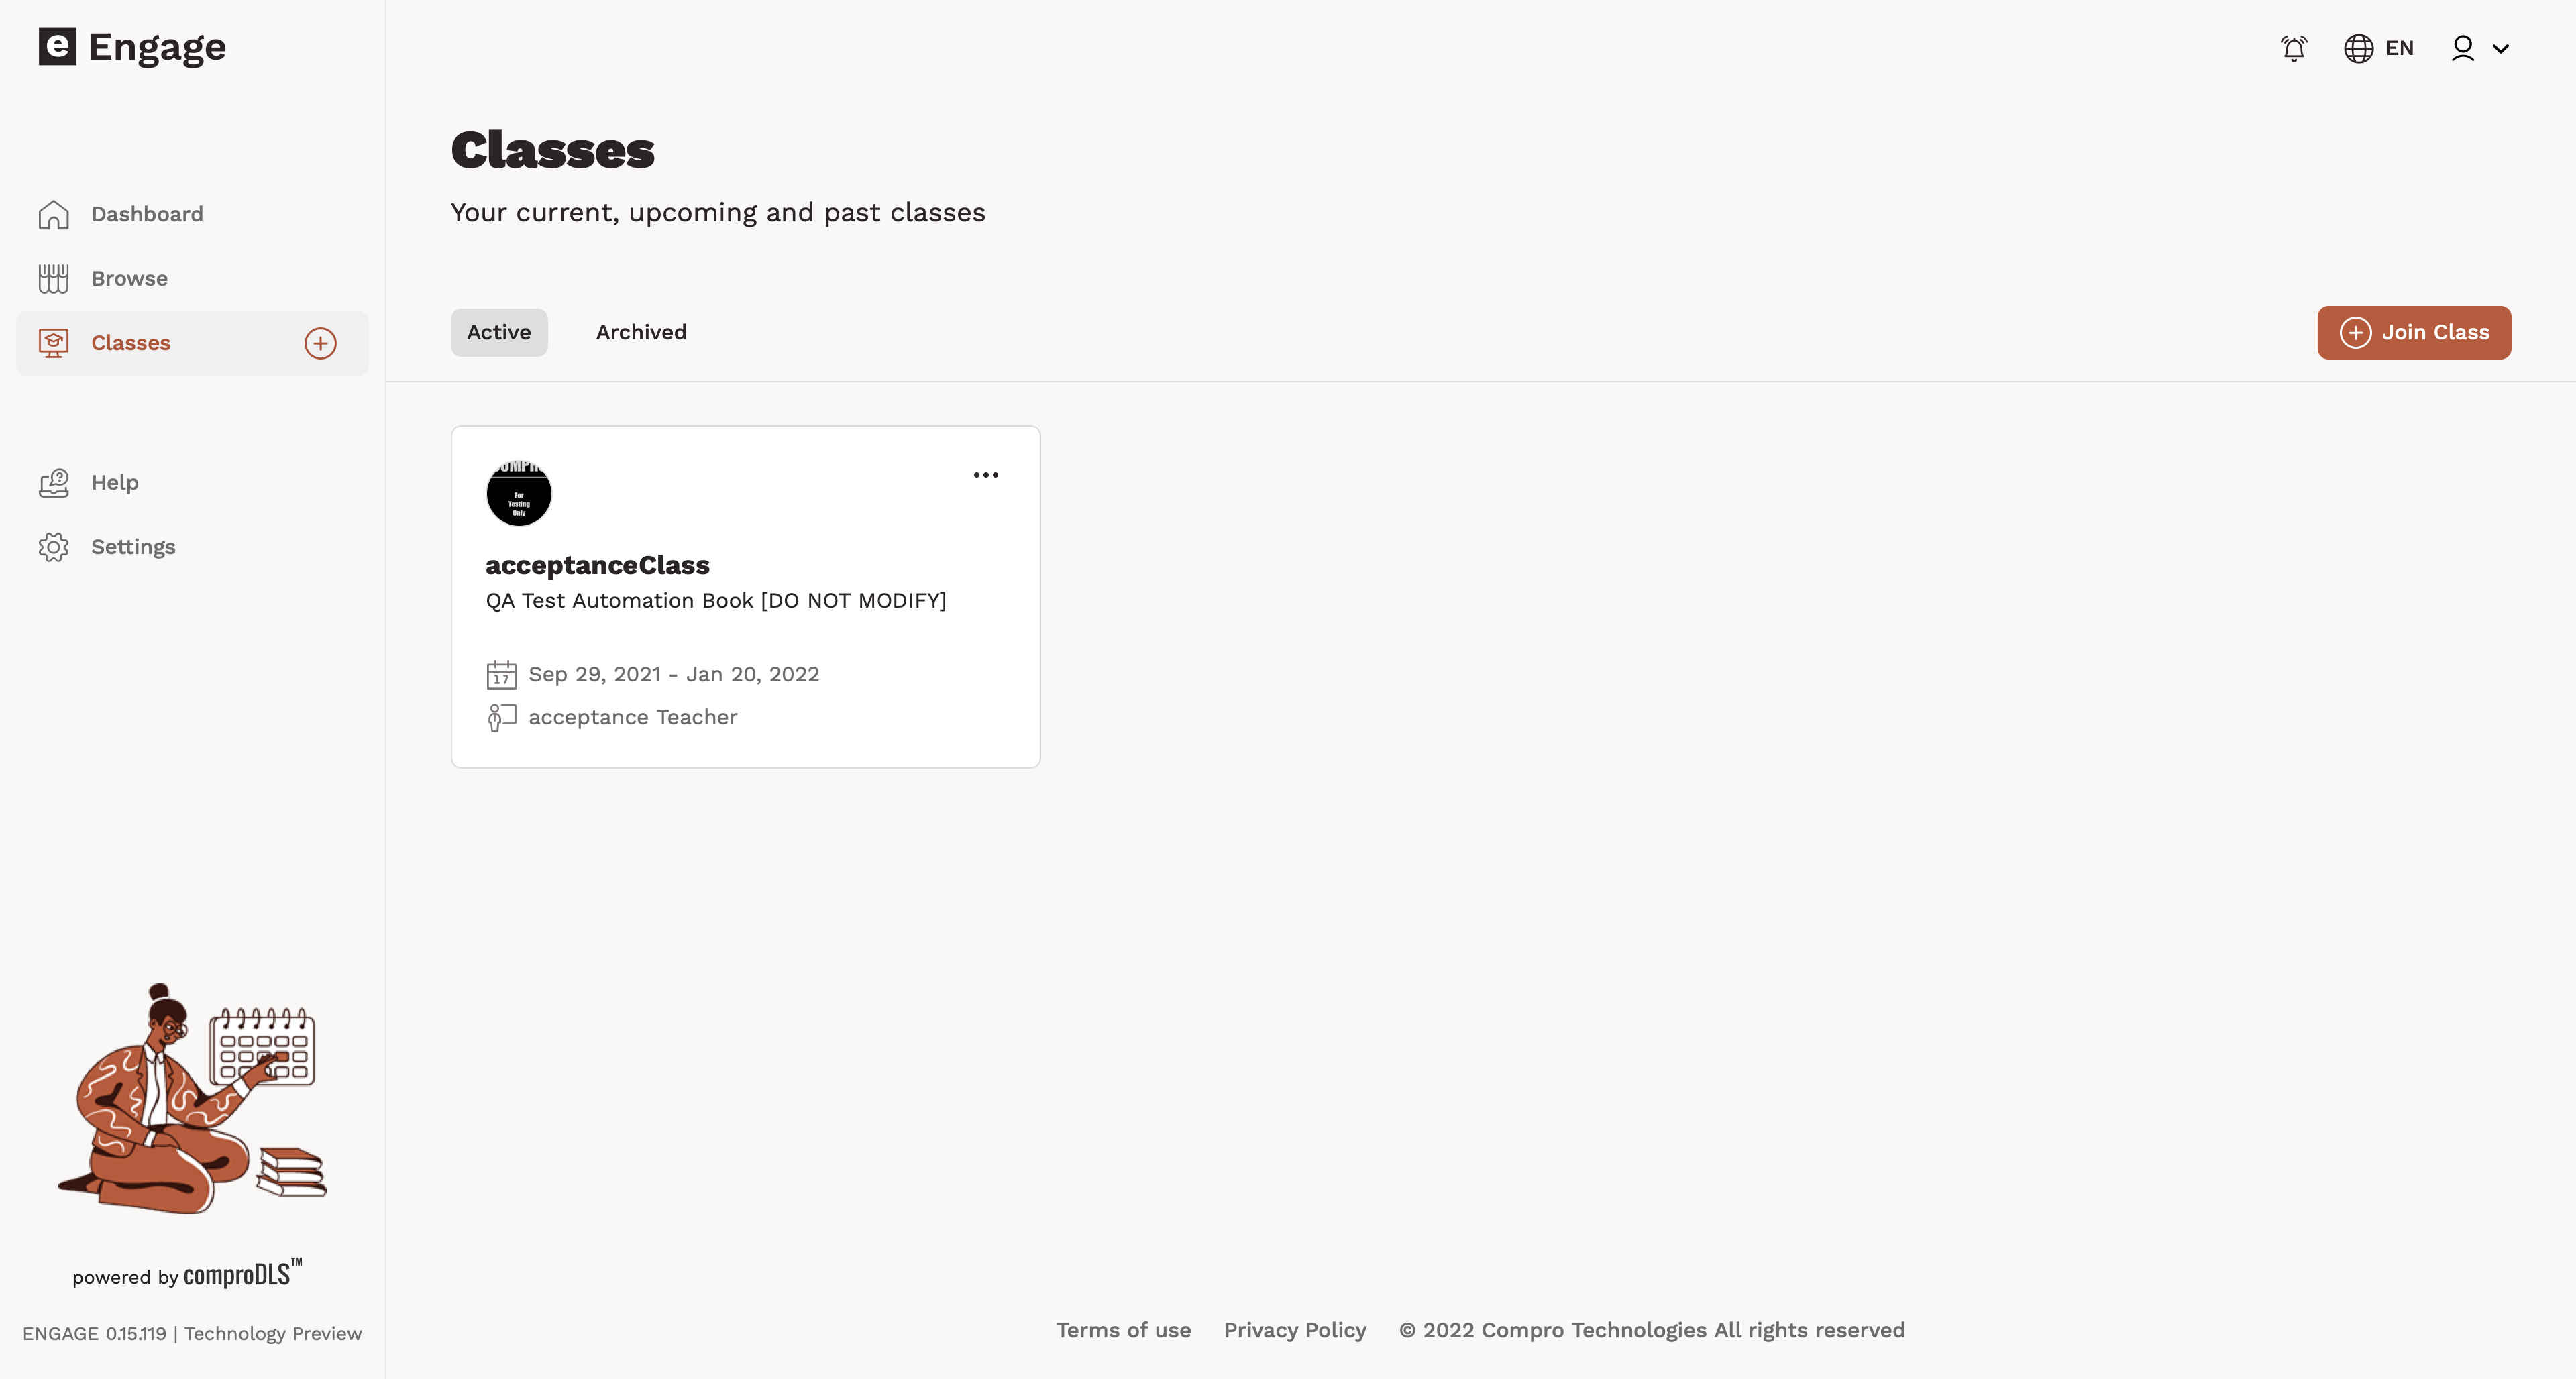 e Engage
EN
Dashboard
Browse
Classes
Help
Settings
powered by comproDLS™
ENGAGE 0.15.119 | Technology Preview
Classes
Your current, upcoming and past classes
Active
Archived
Join Class
For
Testing
Only
acceptanceClass
QA Test Automation Book [DO NOT MODIFY]
17
Sep 29, 2021 - Jan 20, 2022
acceptance Teacher
Terms of use
Privacy Policy
© 2022 Compro Technologies All rights reserved